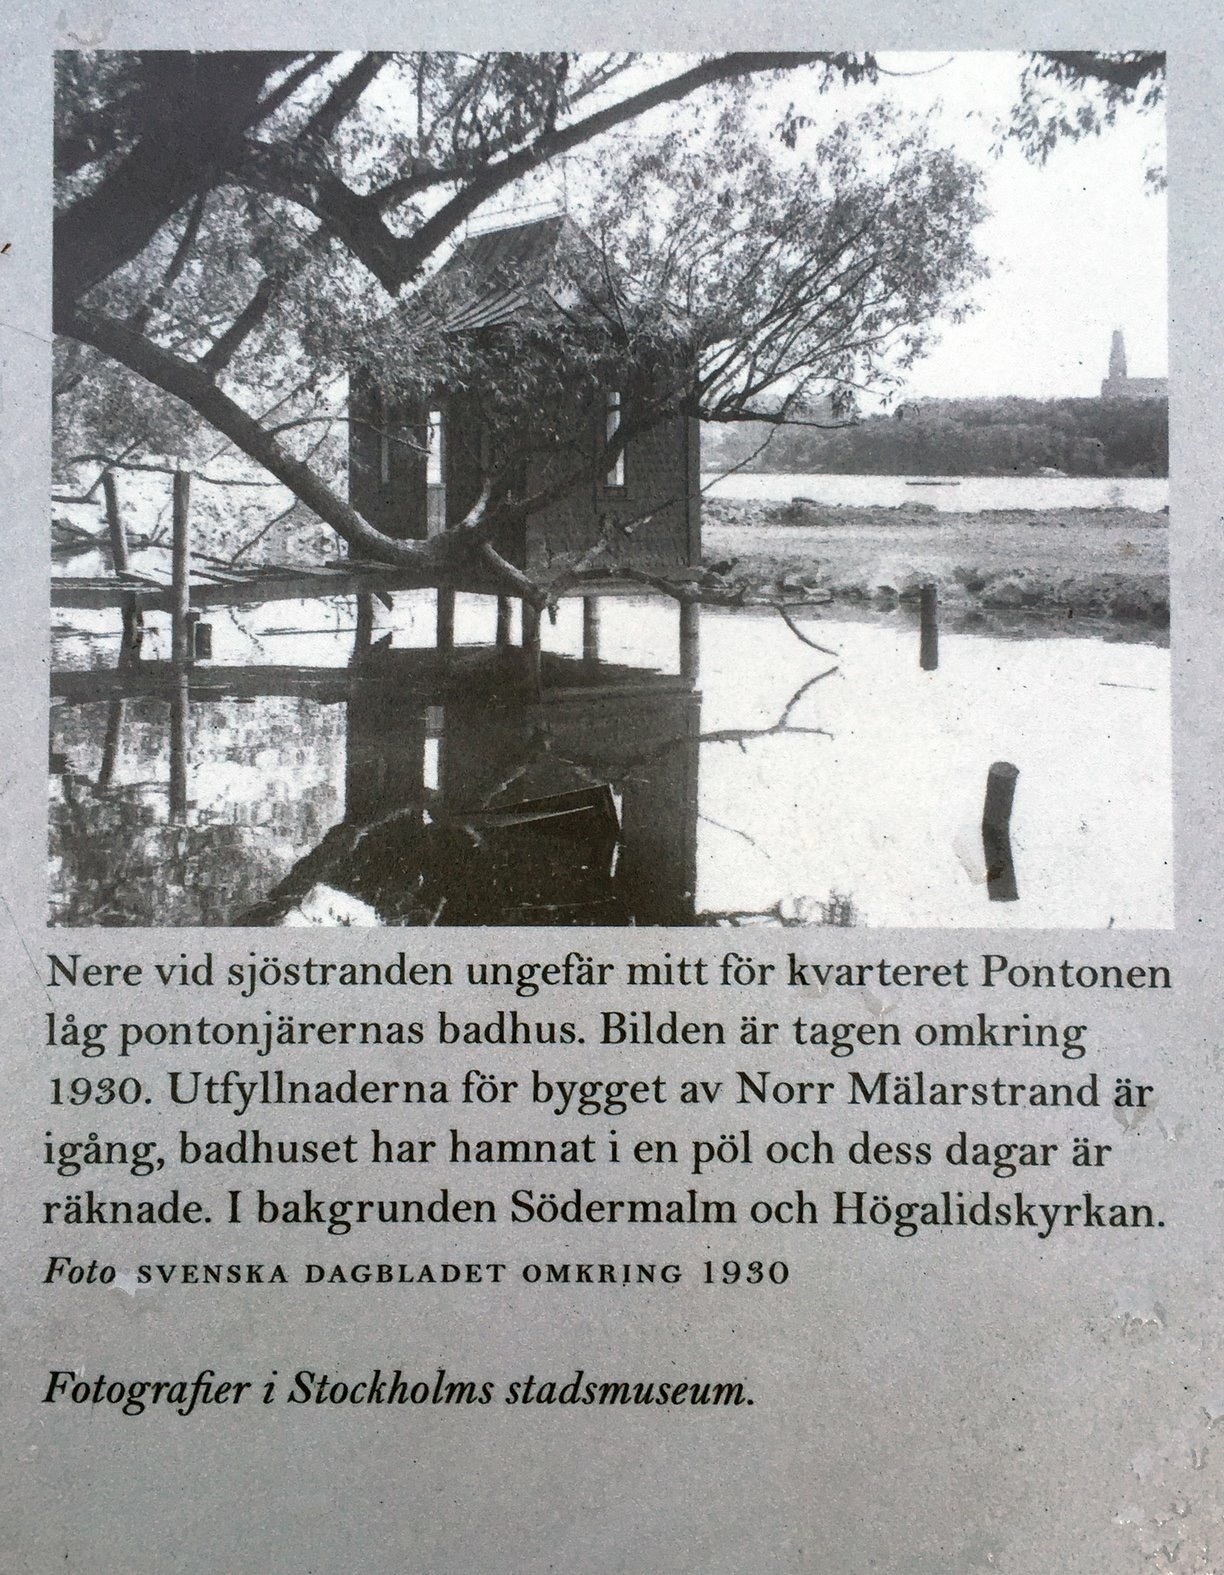 Nere vid sjöstranden ungefär mitt för kvarteret Pontonen
låg pontonjärernas badhus. Bilden är tagen omkring
1930. Utfyllnaderna för bygget av Norr Mälarstrand är
igång, badhuset har hamnat i en pöl och dess dagar är
räknade. I bakgrunden Södermalm och Högalidskyrkan.
Foto SVENSKA DAGBLADET OMKRING 1930
Fotografier i Stockholms stadsmuseum.